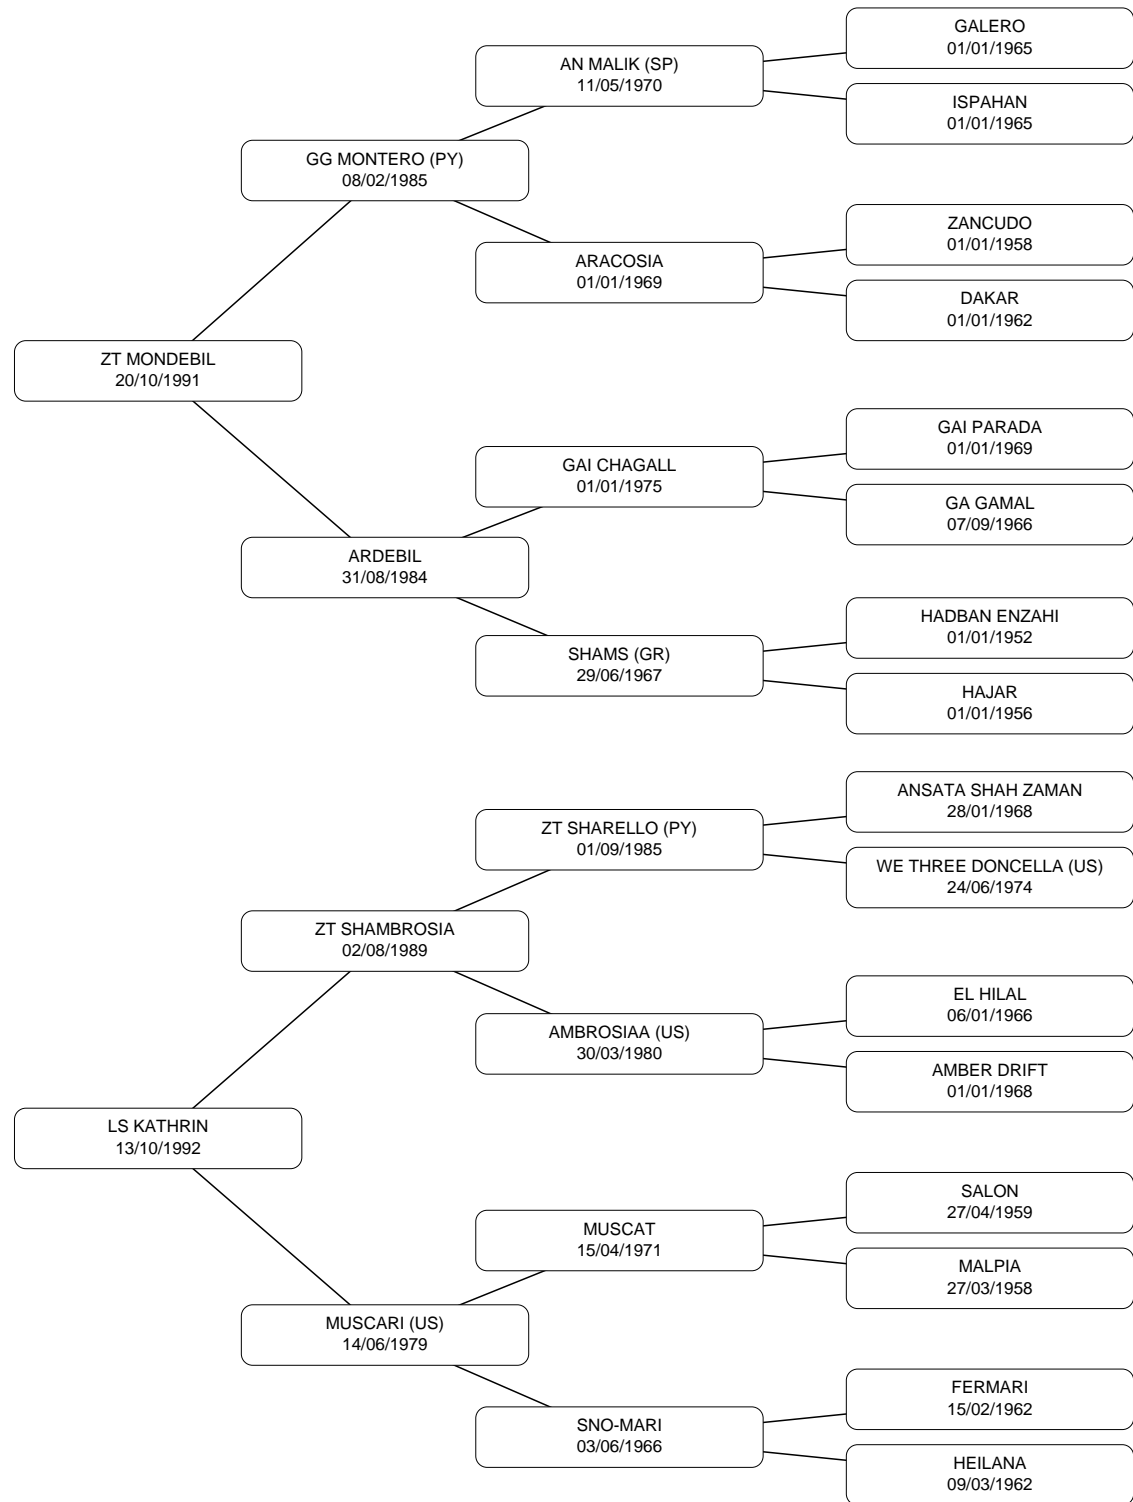 GALERO
01/01/1965
AN MALIK (SP)
11/05/1970
ISPAHAN
01/01/1965
GG MONTERO (PY)
08/02/1985
ZANCUDO
01/01/1958
ARACOSIA
01/01/1969
DAKAR
01/01/1962
ZT MONDEBIL
20/10/1991
GAI PARADA
01/01/1969
GAI CHAGALL
01/01/1975
GA GAMAL
07/09/1966
ARDEBIL
31/08/1984
HADBAN ENZAHI
01/01/1952
SHAMS (GR)
29/06/1967
HAJAR
01/01/1956
ANSATA SHAH ZAMAN
28/01/1968
ZT SHARELLO (PY)
01/09/1985
WE THREE DONCELLA (US)
24/06/1974
ZT SHAMBROSIA
02/08/1989
EL HILAL
06/01/1966
AMBROSIAA (US)
30/03/1980
AMBER DRIFT
01/01/1968
LS KATHRIN
13/10/1992
SALON
27/04/1959
MUSCAT
15/04/1971
MALPIA
27/03/1958
MUSCARI (US)
14/06/1979
FERMARI
15/02/1962
SNO-MARI
03/06/1966
HEILANA
09/03/1962